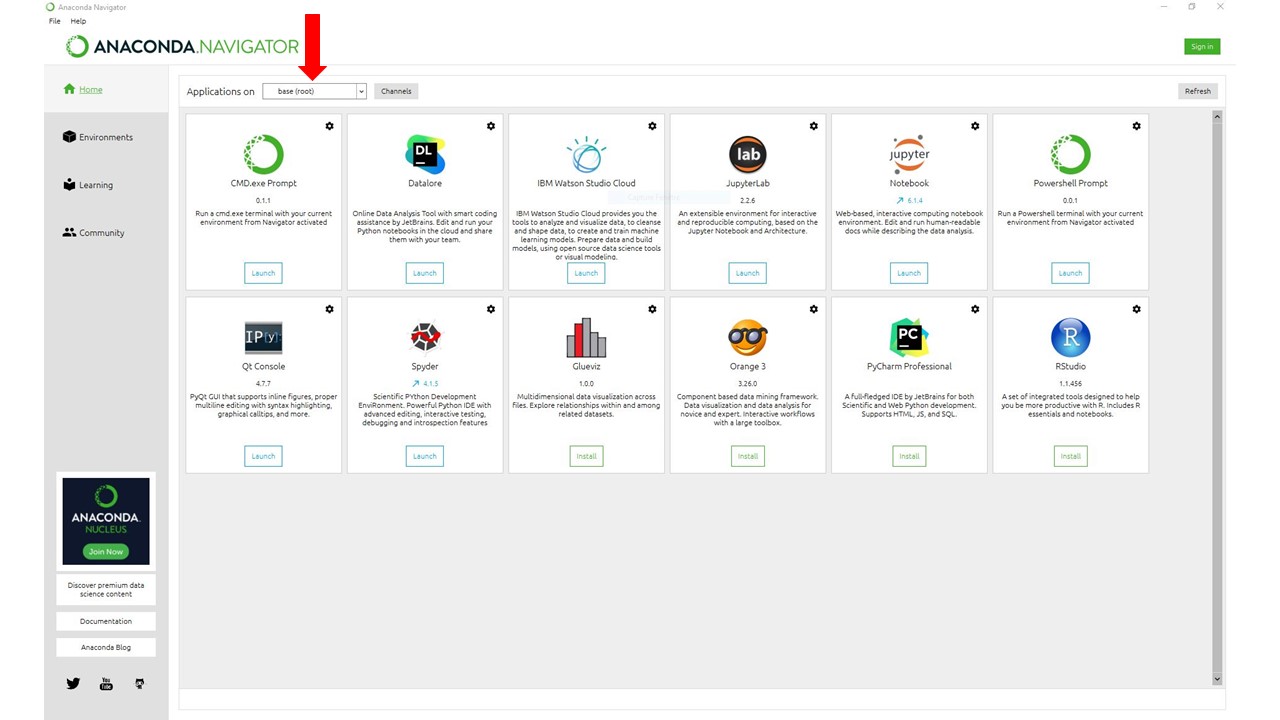 Anaconda Navigator
File Help
ANACONDA.NAVIGATOR
Sign in
Home
Environments
Learning
Community
ANACONDA.
NUCLEUS
Join Now
Discover premium data
science content
Documentation
Anaconda Blog
You
Tube
Applications on base (root) Channels
Refresh
CMD.exe Prompt
0.1.1
Run a cmd.exe terminal with your current
environment from Navigator activated
Launch
DL
Datalore
Online Data Analysis Tool with smart coding
assistance by JetBrains. Edit and run your
Python notebooks in the cloud and share
them with your team.
Launch
IBM Watson Studio Cloud
IBM Watson Studio Cloud provides you the
tools to analyze and visualize data, to cleanse
and shape data, to create and train machine
learning models. Prepare data and build
models, using open source data science tools
or visual modeling.
Launch
lab
JupyterLab
2.2.6
An extensible environment for interactive
and reproducible computing, based on the
Jupyter Notebook and Architecture.
Launch
jupyter
Notebook
6.1.4
Web-based, interactive computing notebook
environment. Edit and run human-readable
docs while describing the data analysis.
Launch
Powershell Prompt
0.0.1
Run a Powershell terminal with your current
environment from Navigator activated
Launch
IP[y]:
Qt Console
4.7.7
PyQt GUI that supports inline figures, proper
multiline editing with syntax highlighting,
graphical calltips, and more.
Launch
Spyder
4.1.5
Scientific PYthon Development
EnviRonment. Powerful Python IDE with
advanced editing, interactive testing,
debugging and introspection features
Launch
Glueviz
1.0.0
Multidimensional data visualization across
files. Explore relationships within and among
related datasets.
Install
Orange 3
3.26.0
Component based data mining framework.
Data visualization and data analysis for
novice and expert. Interactive workflows
with a large toolbox.
Install
PC
PyCharm Professional
A full-fledged IDE by JetBrains for both
Scientific and Web Python development.
Supports HTML, JS, and SQL.
Install
R
RStudio
1.1.456
A set of integrated tools designed to help
you be more productive with R. Includes R
essentials and notebooks.
Install